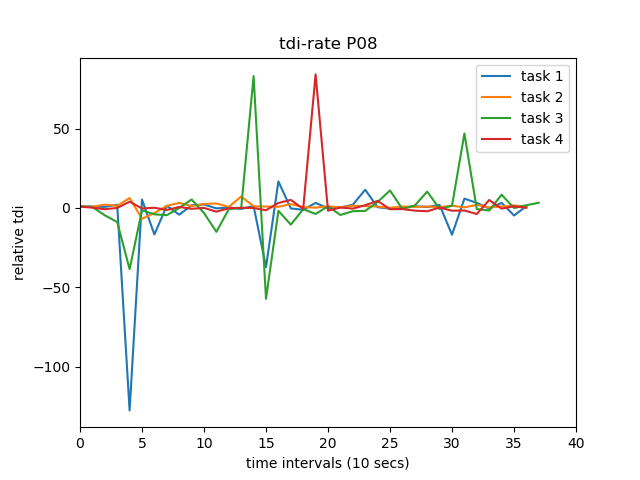 tdi-rate P08
task 1
task 2
task 3
task 4
50
0
−50
−100
relative tdi
0 5 10 15 20 25 30 35 40
time intervals (10 secs)